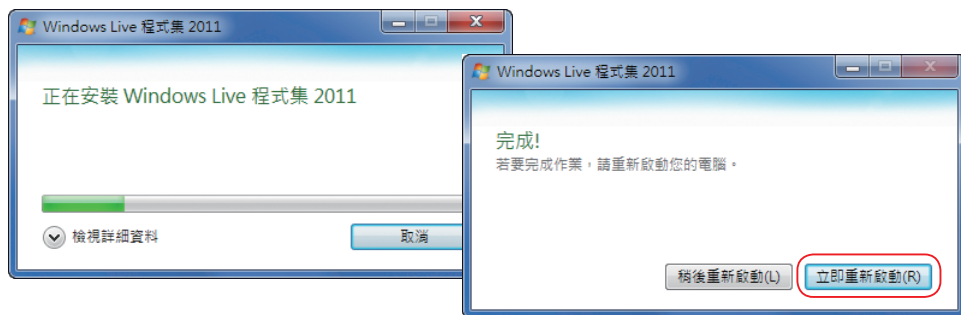 Windows Live 程式集 2011
正在安裝 Windows Live 程式集 2011
檢視詳細資料
取消
Windows Live 程式集 2011
完成!
若要完成作業，請重新啟動您的電腦。
稍後重新啟動(L)
立即重新啟動(R)